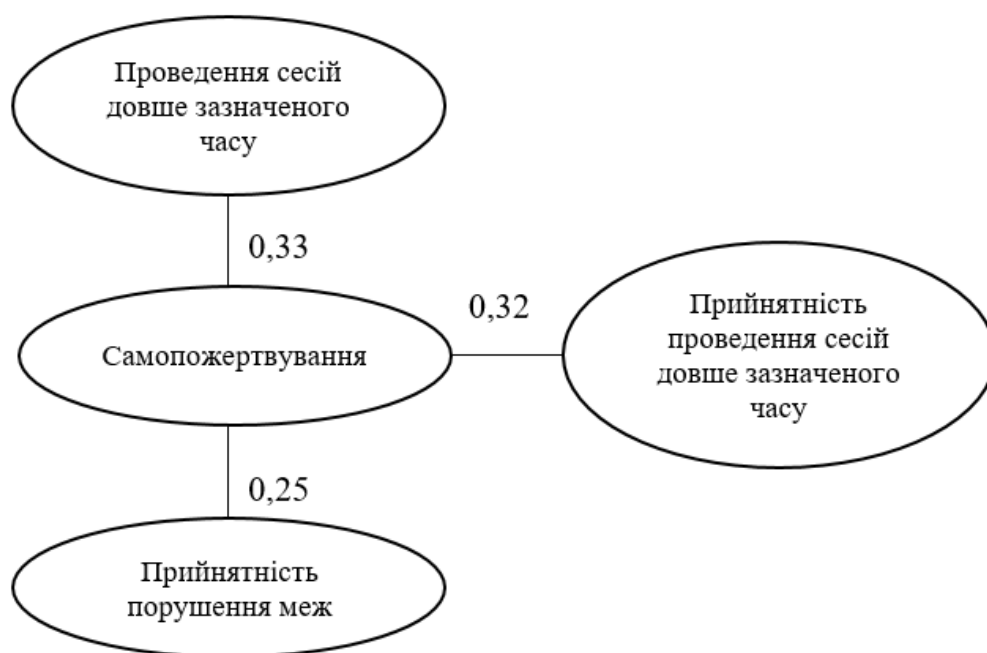 Проведення сесій
довше зазначеного
часу
0,33
Самопожертвування
0,32
Прийнятність
проведення сесій
довше зазначеного
часу
0,25
Прийнятність
порушення меж